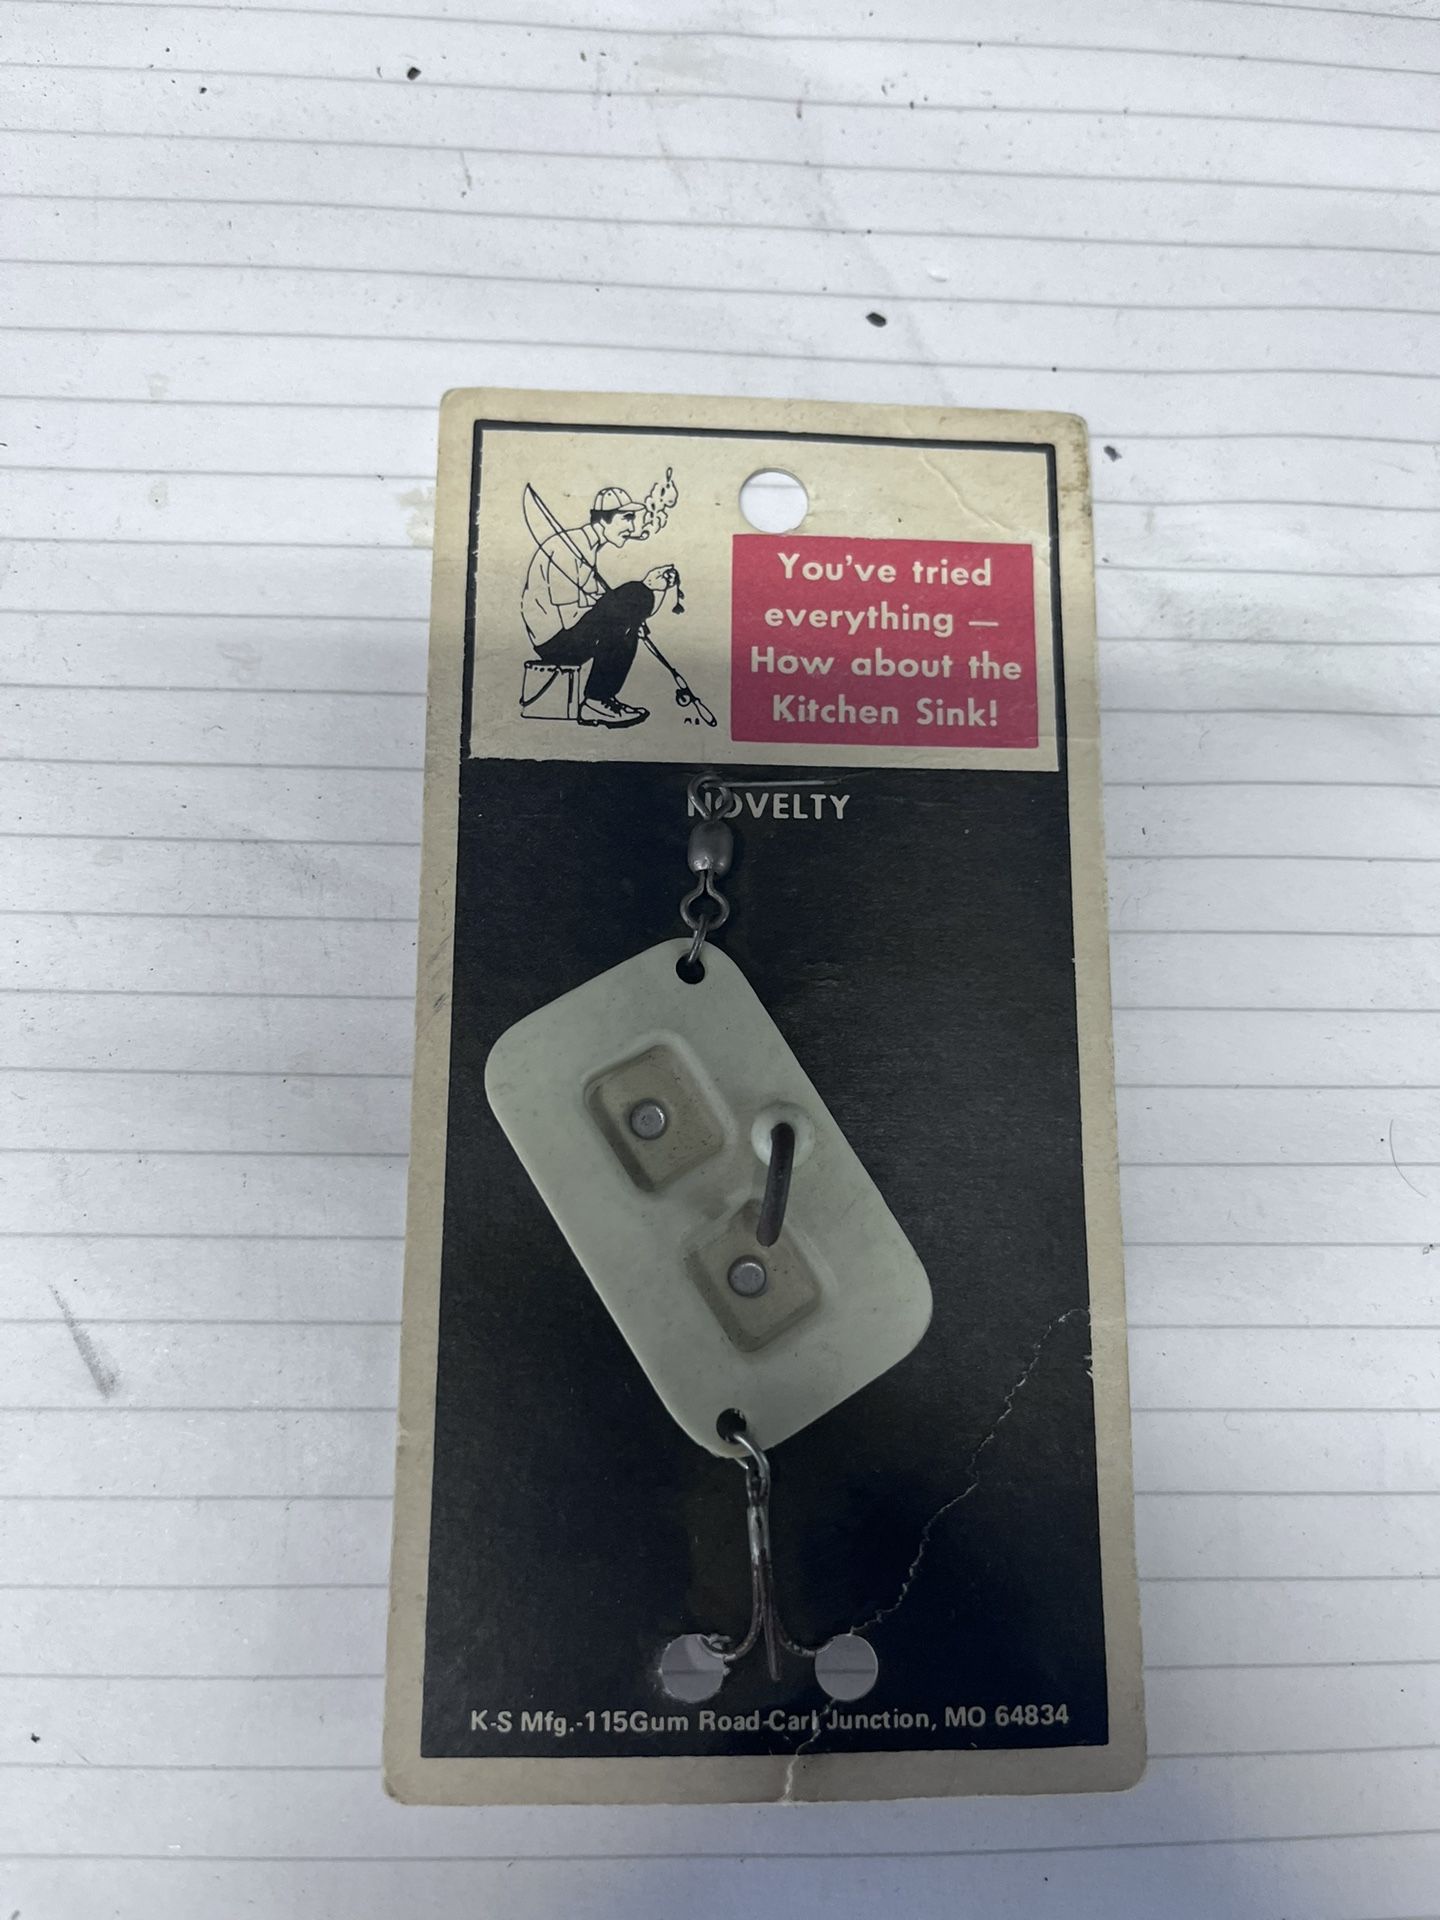 You've tried
everything —
How about the
Kitchen Sink!
NOVELTY
K-S Mfg.-115Gum Road-Carl Junction, MO 64834